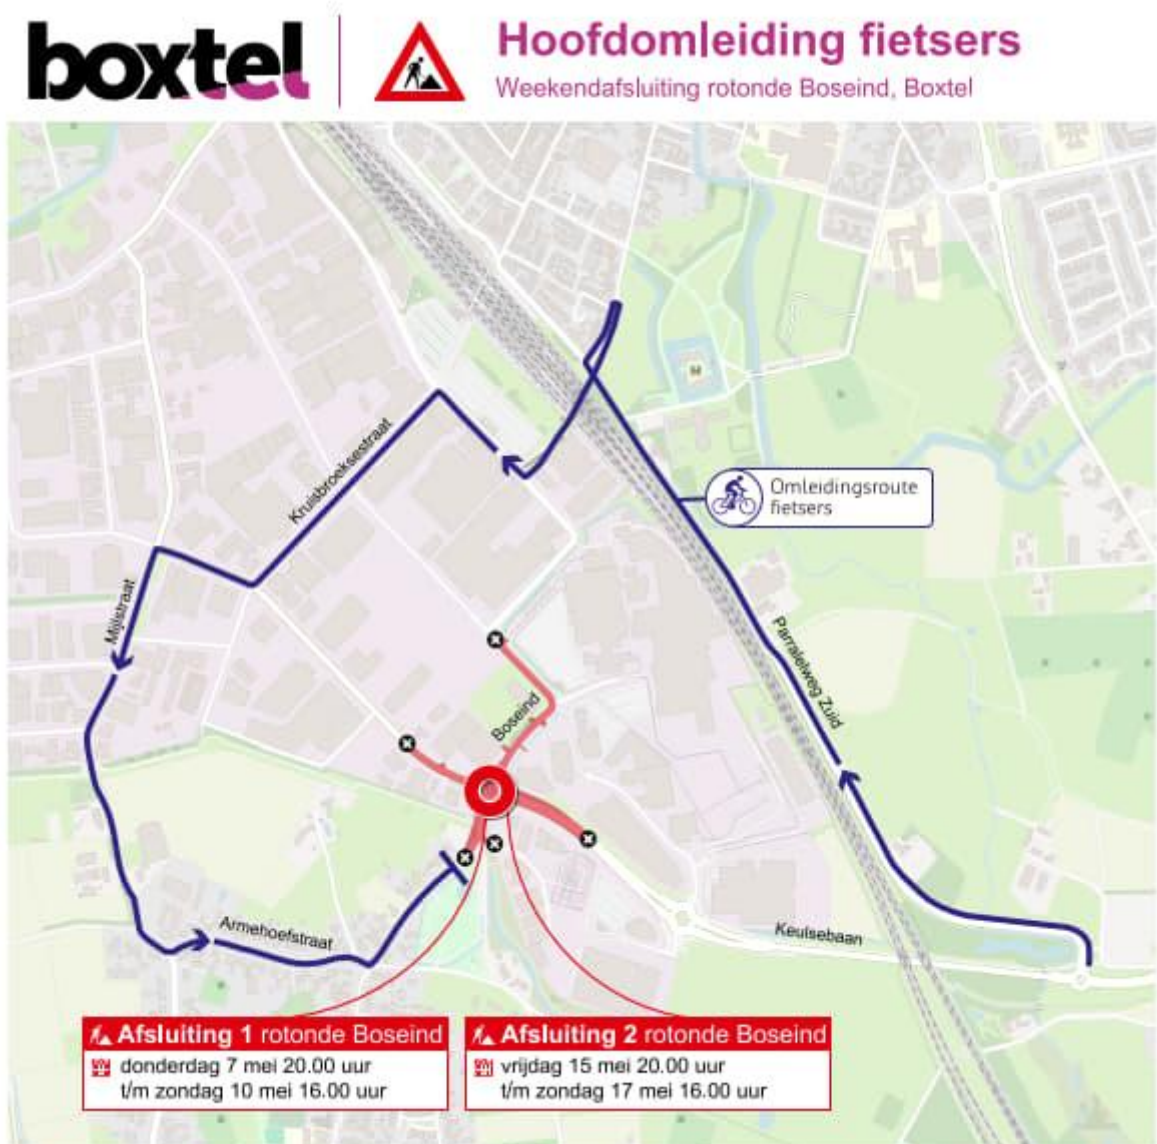 boxtel
Hoofdomleiding fietsers
Weekendafsluiting rotonde Boseind, Boxtel
Kruisbroeksestraat
Omleidingsroute
fietsers
Mijlstraat
Parralelweg Zuid
Boseind
Armehoefstraat
Keulsebaan
Afsluiting 1 rotonde Boseind
donderdag 7 mei 20.00 uur
t/m zondag 10 mei 16.00 uur
Afsluiting 2 rotonde Boseind
vrijdag 15 mei 20.00 uur
t/m zondag 17 mei 16.00 uur